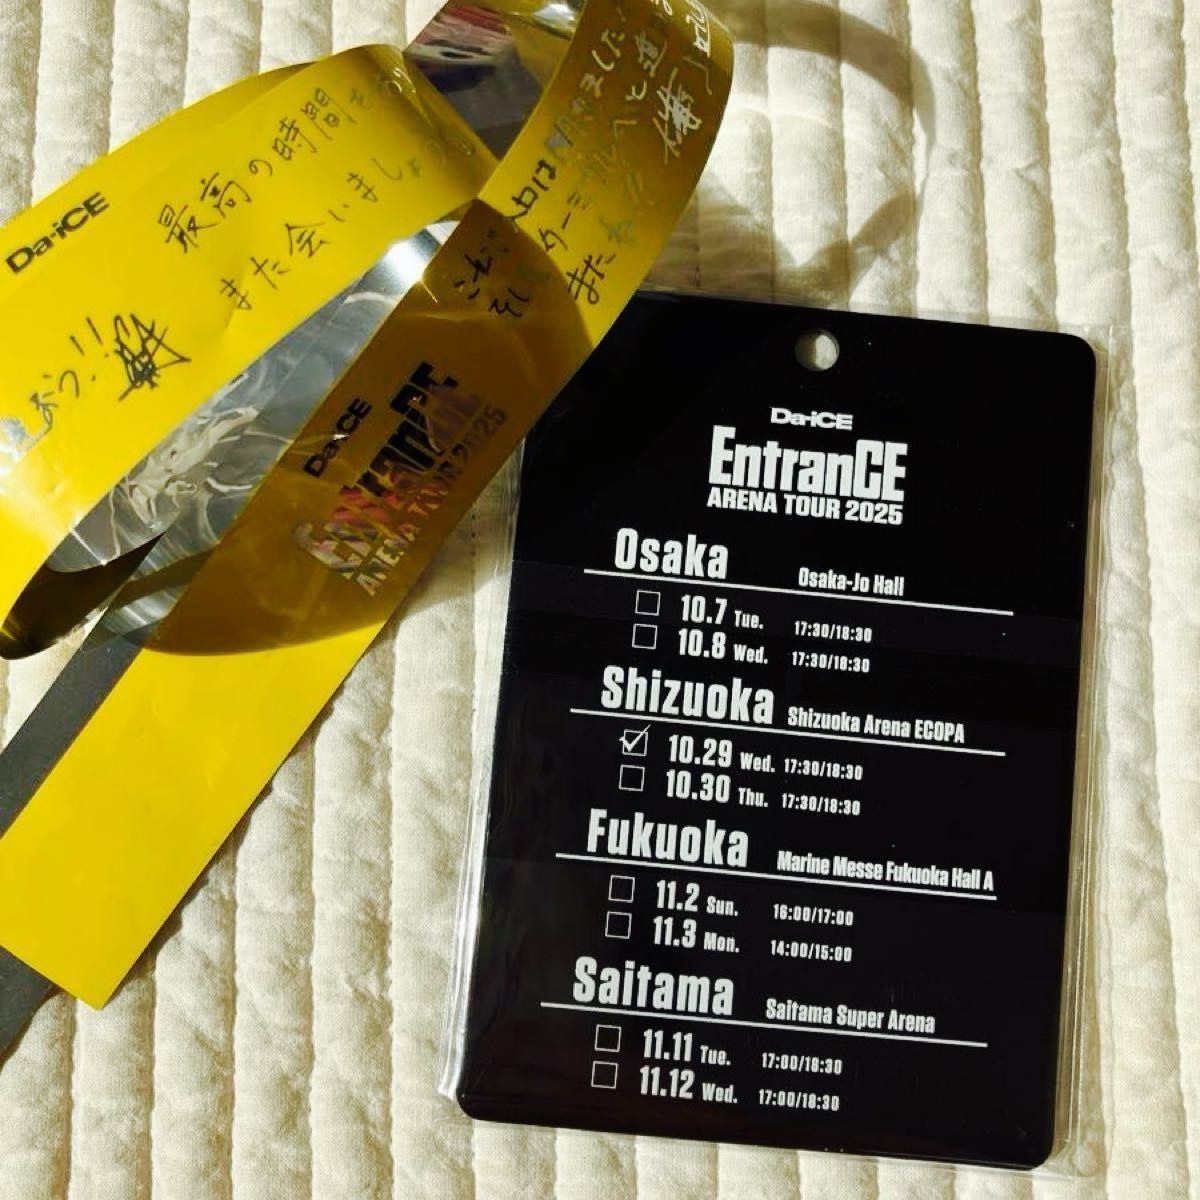 Da-iCE
最高の時間を
また会いましょう
しょう!!
Da-iCE
EntranCE
ARENA TOUR 2025
Da-iCE
EntranCE
ARENA TOUR 2025
Osaka Osaka-Jo Hall
10.7 Tue. 17:30/18:30
10.8 Wed. 17:30/18:30
Shizuoka Shizuoka Arena ECOPA
10.29 Wed. 17:30/18:30
10.30 Thu. 17:30/18:30
Fukuoka Marine Messe Fukuoka Hall A
11.2 Sun. 16:00/17:00
11.3 Mon. 14:00/15:00
Saitama Saitama Super Arena
11.11 Tue. 17:00/18:30
11.12 Wed. 17:00/18:30